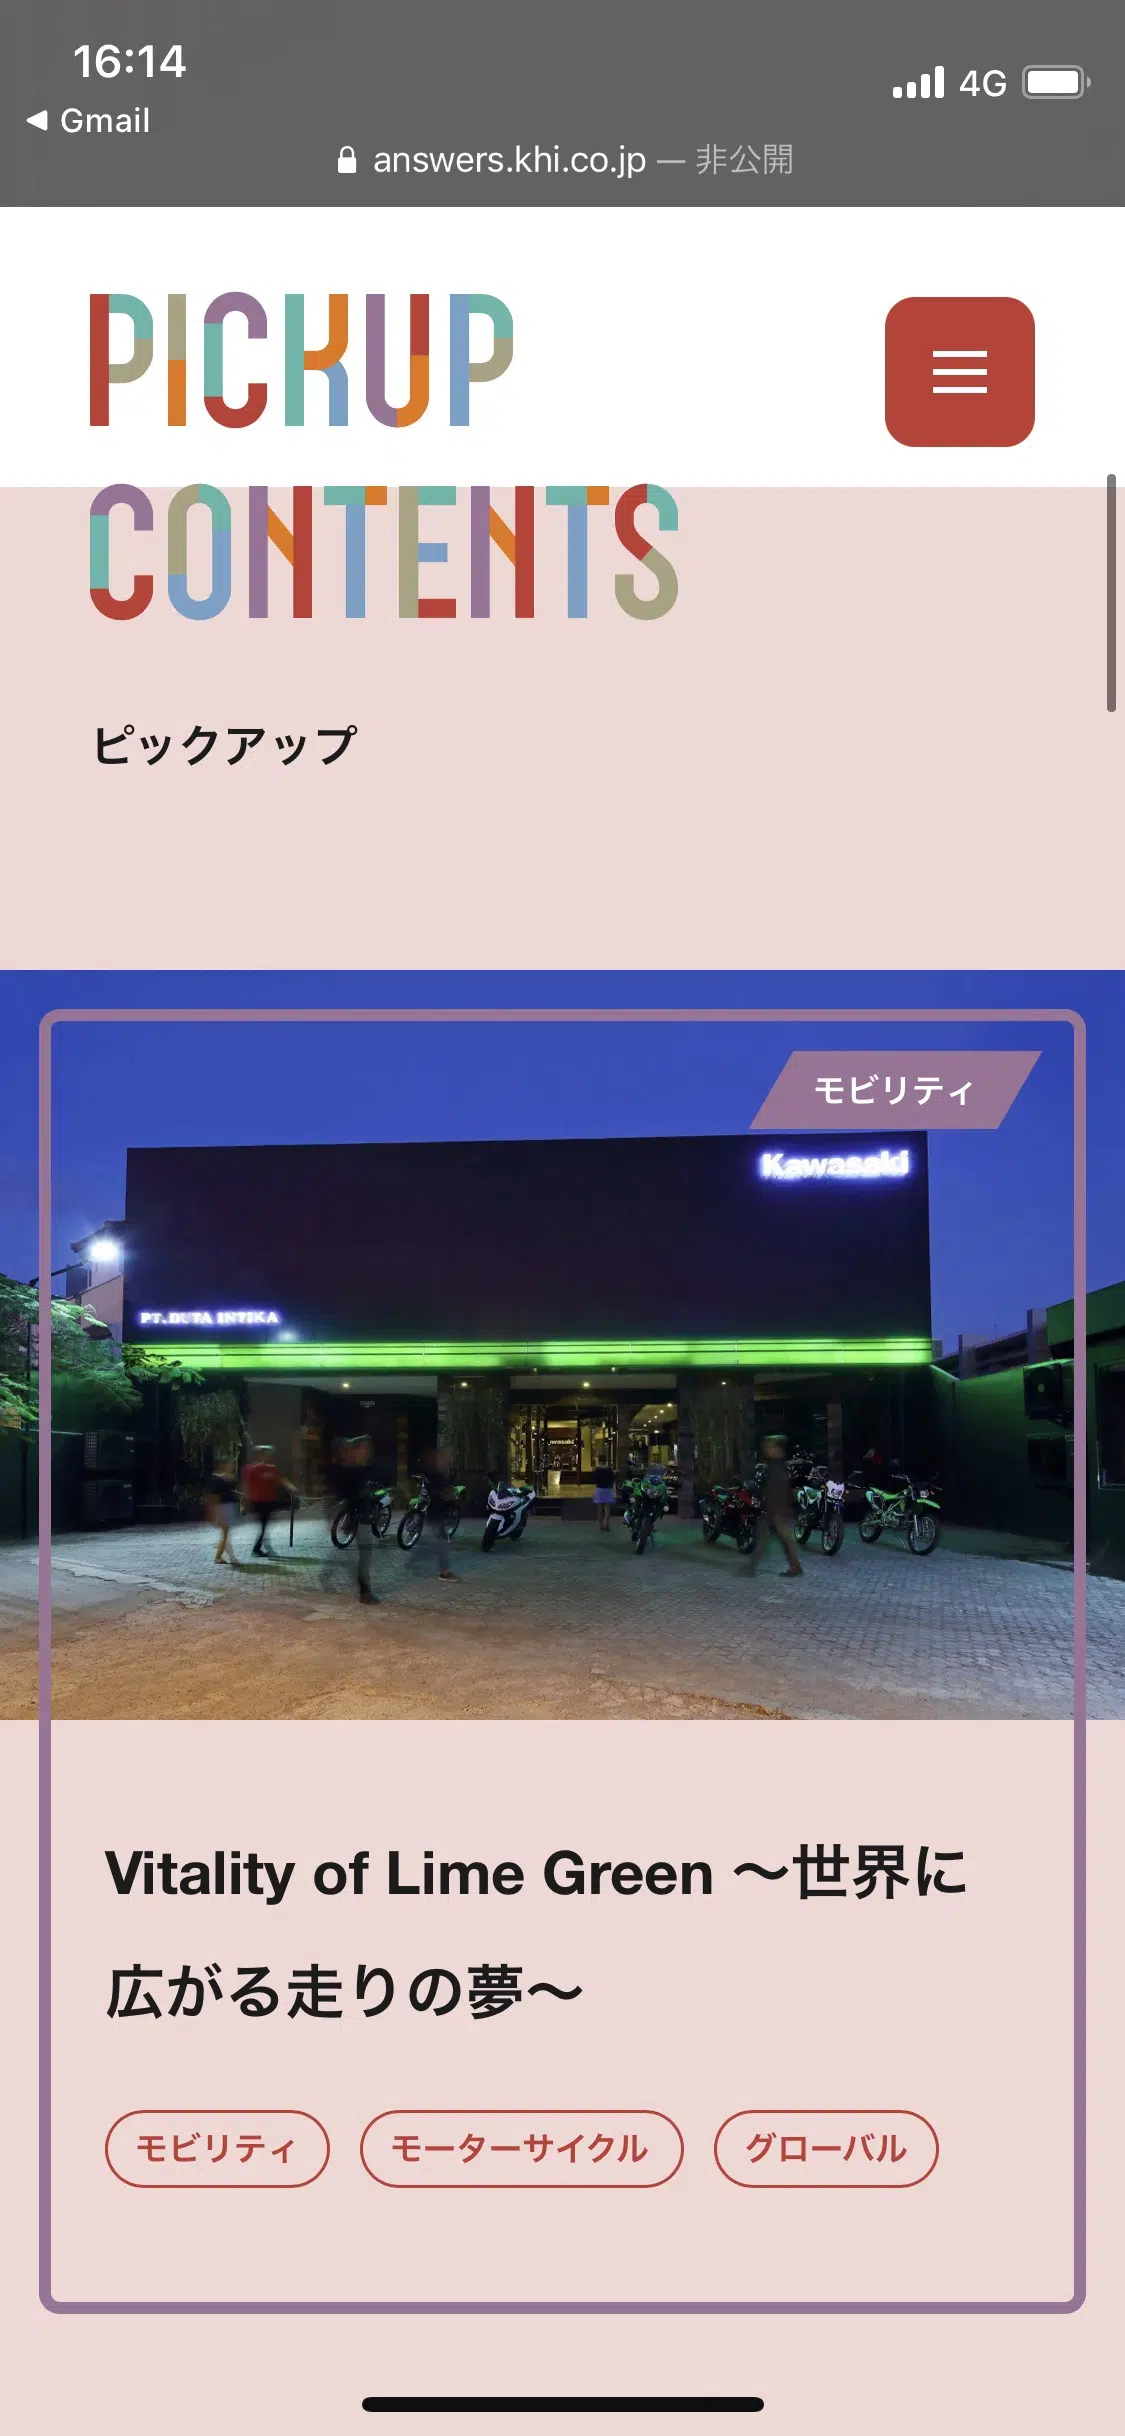 16:14
4G
◀ Gmail
answers.khi.co.jp — 非公開
PICKUP
CONTENTS
ピックアップ
モビリティ
Kawasaki
PT. DUTA INTIKA
Vitality of Lime Green 〜世界に
広がる走りの夢〜
モビリティ
モーターサイクル
グローバル